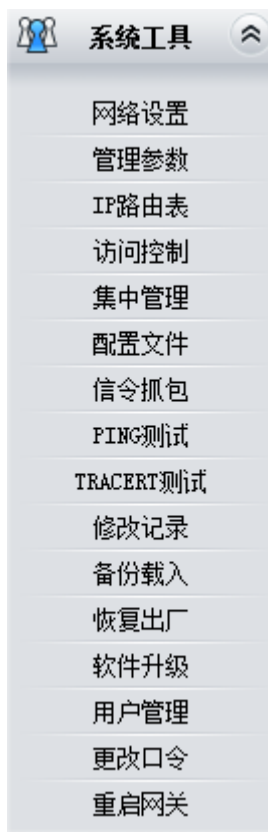 系统工具
网络设置
管理参数
IP路由表
访问控制
集中管理
配置文件
信令抓包
PING测试
TRACERT测试
修改记录
备份载入
恢复出厂
软件升级
用户管理
更改口令
重启网关